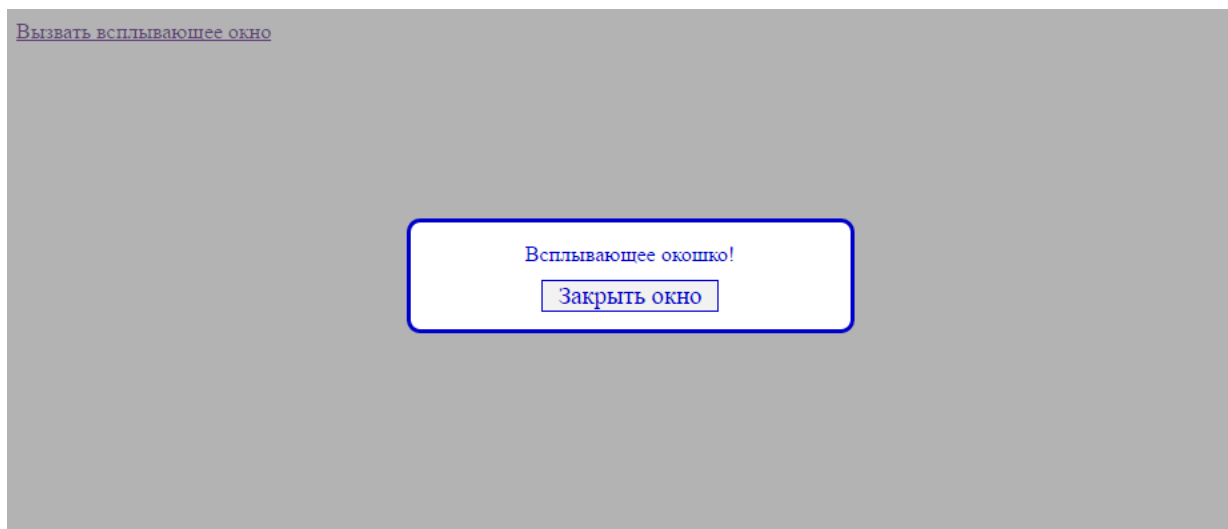 Вызвать всплывающее окно
Всплывающее окошко!
Закрыть окно